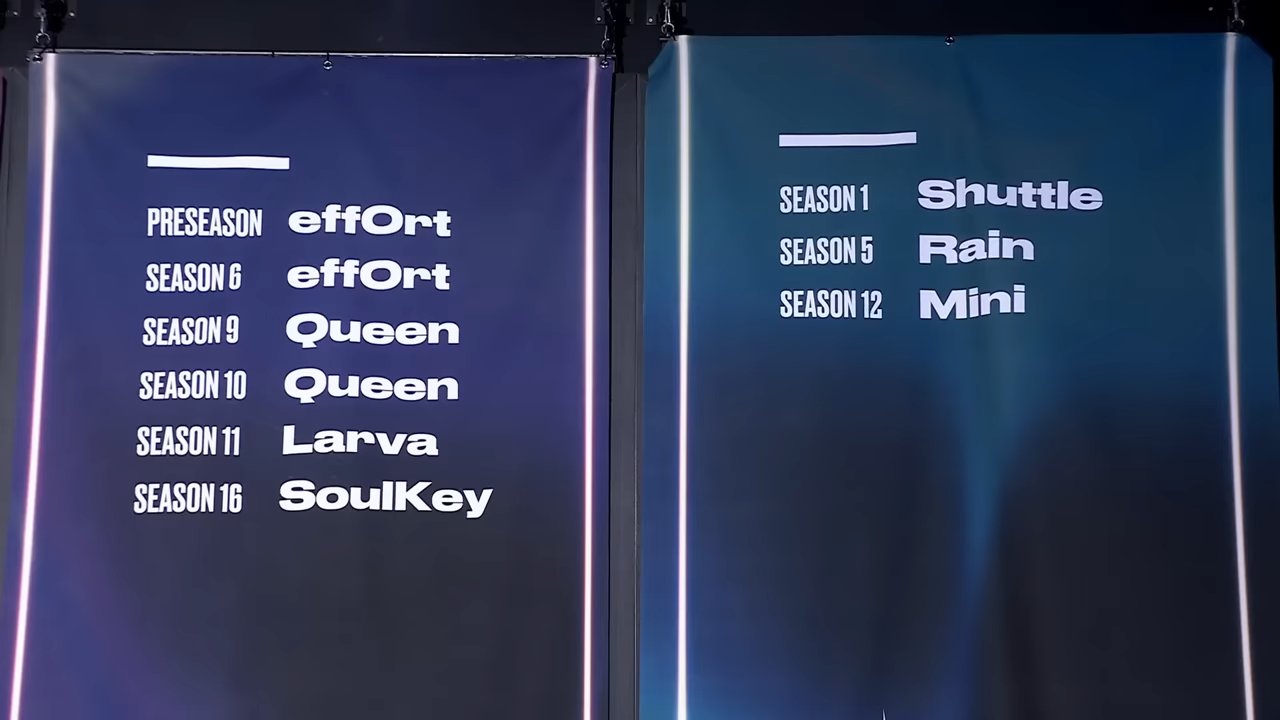 PRESEASON effOrt
SEASON 6 effOrt
SEASON 9 Queen
SEASON 10 Queen
SEASON 11 Larva
SEASON 16 SoulKey
SEASON 1 Shuttle
SEASON 5 Rain
SEASON 12 Mini